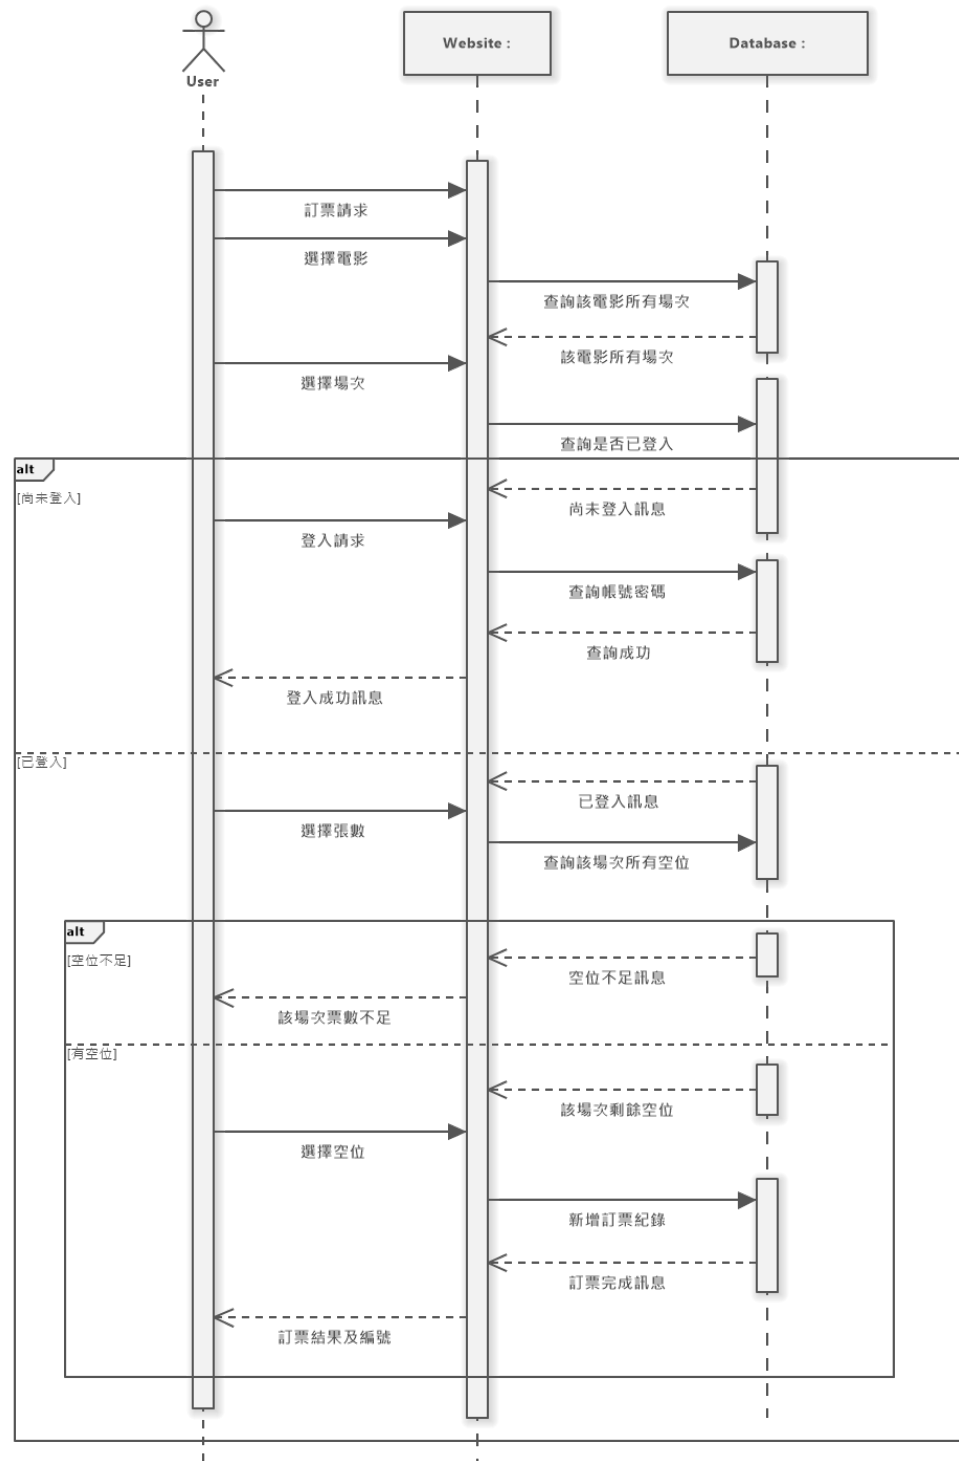 User
Website :
Database :
訂票請求
選擇電影
查詢該電影所有場次
該電影所有場次
選擇場次
查詢是否已登入
alt
[尚未登入]
尚未登入訊息
登入請求
查詢帳號密碼
查詢成功
登入成功訊息
[已登入]
已登入訊息
選擇張數
查詢該場次所有空位
alt
[空位不足]
空位不足訊息
該場次票數不足
[有空位]
該場次剩餘空位
選擇空位
新增訂票紀錄
訂票完成訊息
訂票結果及編號